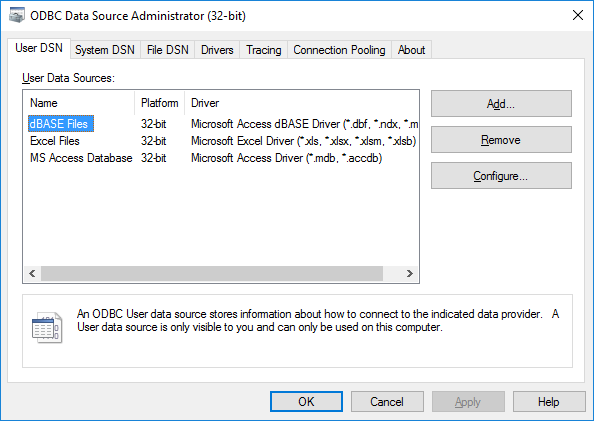 ODBC Data Source Administrator (32-bit)
User DSN System DSN File DSN Drivers Tracing Connection Pooling About
User Data Sources:
Name Platform Driver
dBASE Files 32-bit Microsoft Access dBASE Driver (*.dbf, *.ndx, *.m
Excel Files 32-bit Microsoft Excel Driver (*.xls, *.xlsx, *.xlsm, *.xlsb)
MS Access Database 32-bit Microsoft Access Driver (*.mdb, *.accdb)
Add...
Remove
Configure...
An ODBC User data source stores information about how to connect to the indicated data provider. A
User data source is only visible to you and can only be used on this computer.
OK Cancel Apply Help